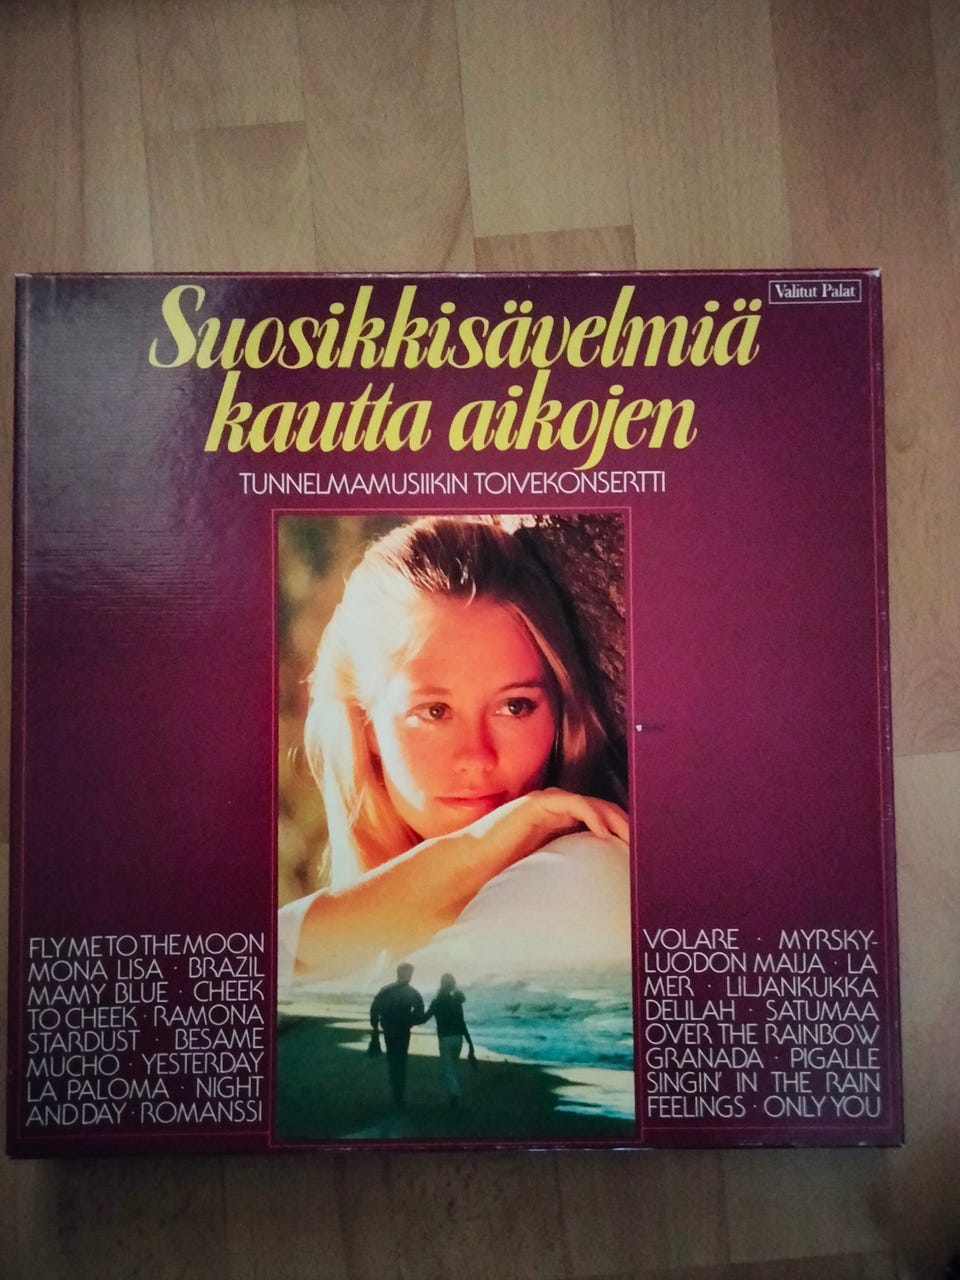 Valitut Palat
Suosikkisävelmiä
kautta aikojen
TUNNELMAMUSIIKIN TOIVEKONSERTTI
FLY ME TO THE MOON
MONA LISA · BRAZIL
MAMY BLUE · CHEEK
TO CHEEK · RAMONA
STARDUST · BESAME
MUCHO · YESTERDAY
LA PALOMA · NIGHT
AND DAY · ROMANSSI
VOLARE · MYRSKY-
LUODON MAIJA · LA
MER · LILJANKUKKA
DELILAH · SATUMAA
OVER THE RAINBOW
GRANADA · PIGALLE
SINGIN' IN THE RAIN
FEELINGS · ONLY YOU